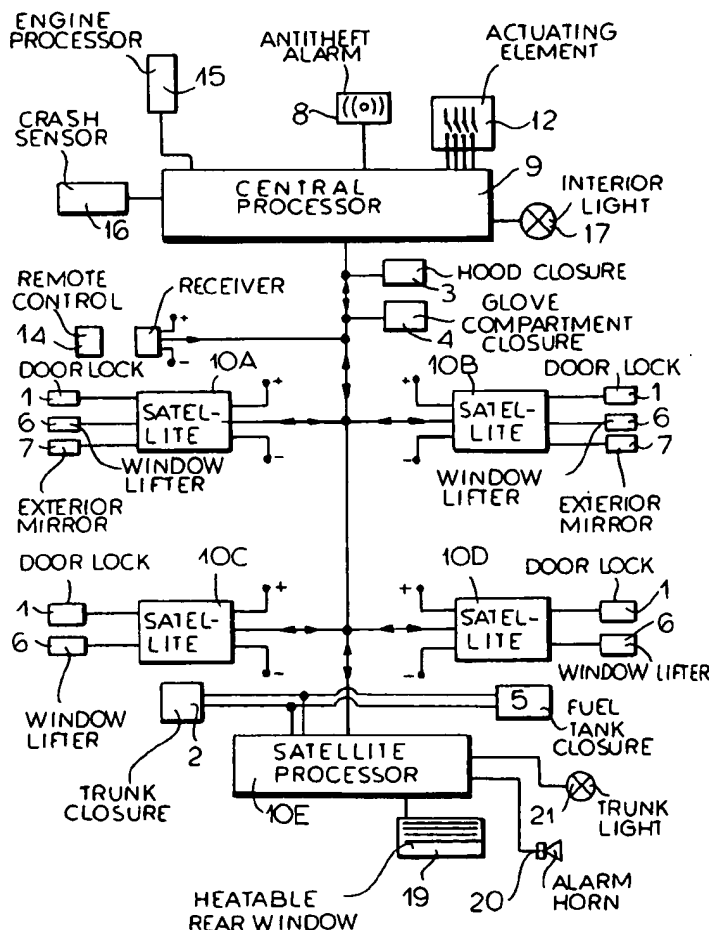 ENGINE
PROCESSOR
15
ANTITHEFT
ALARM
8
ACTUATING
ELEMENT
12
CRASH
SENSOR
16
CENTRAL
PROCESSOR
9
INTERIOR
LIGHT
17
HOOD CLOSURE
3
REMOTE
CONTROL
14
RECEIVER
+
-
GLOVE
COMPARTMENT
CLOSURE
4
DOOR LOCK
1
6
7
10A
SATEL-
LITE
+
-
WINDOW
LIFTER
EXTERIOR
MIRROR
10B
SATEL-
LITE
+
-
DOOR LOCK
1
6
7
WINDOW
LIFTER
EXTERIOR
MIRROR
DOOR LOCK
1
6
10C
SATEL-
LITE
+
-
WINDOW
LIFTER
10D
SATEL-
LITE
+
-
DOOR LOCK
1
6
WINDOW LIFTER
2
TRUNK
CLOSURE
5
FUEL
TANK
CLOSURE
SATELLITE
PROCESSOR
10E
21
TRUNK
LIGHT
19
HEATABLE
REAR WINDOW
20
ALARM
HORN